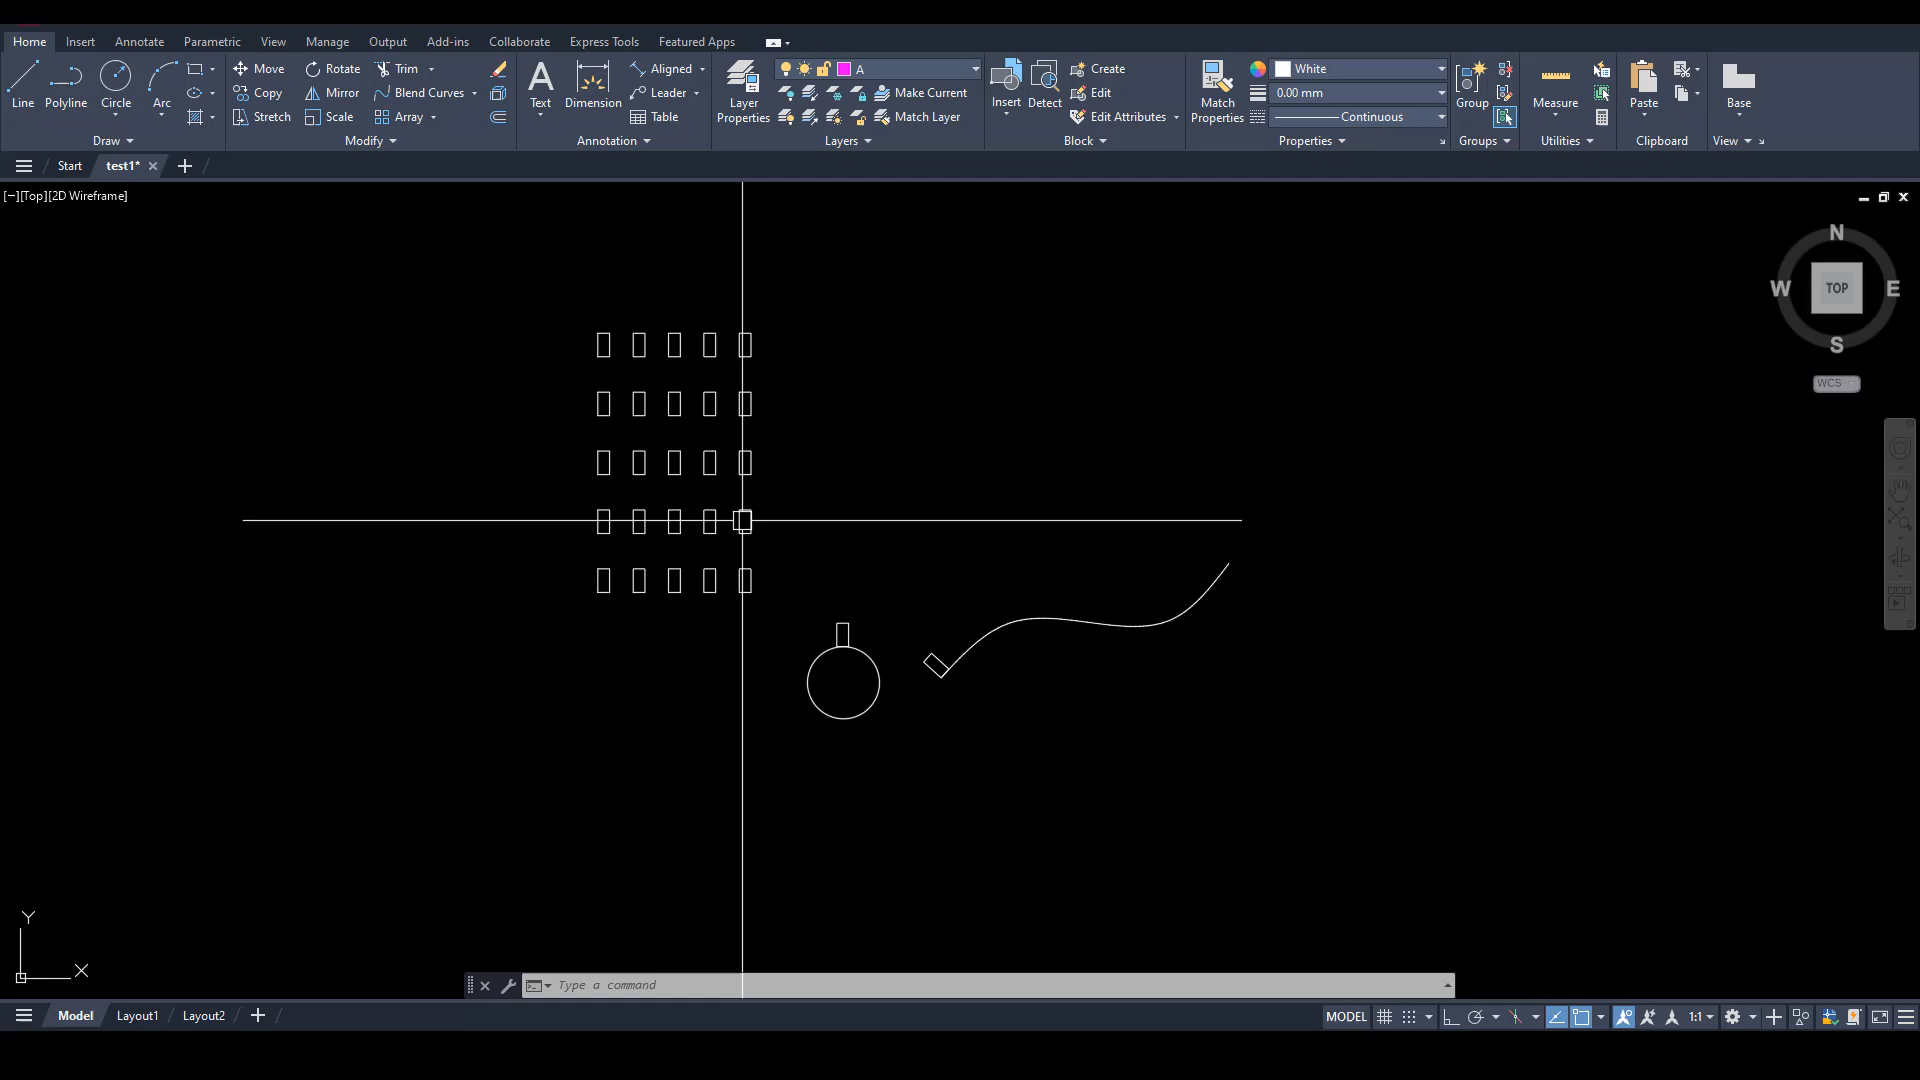 Home Insert Annotate Parametric View Manage Output Add-ins Collaborate Express Tools Featured Apps
Move Rotate Trim Aligned A Create White
Copy Mirror Blend Curves Leader Make Current Edit 0.00 mm
Line Polyline Circle Arc Text Dimension Layer Properties Insert Detect Match Properties Group Measure Paste Base
Stretch Scale Array Table Match Layer Edit Attributes Continuous
Draw Modify Annotation Layers Block Properties Groups Utilities Clipboard View
Start test1*
[−][Top][2D Wireframe]
N
W TOP E
S
WCS
Y
X
Type a command
Model Layout1 Layout2 MODEL 1:1